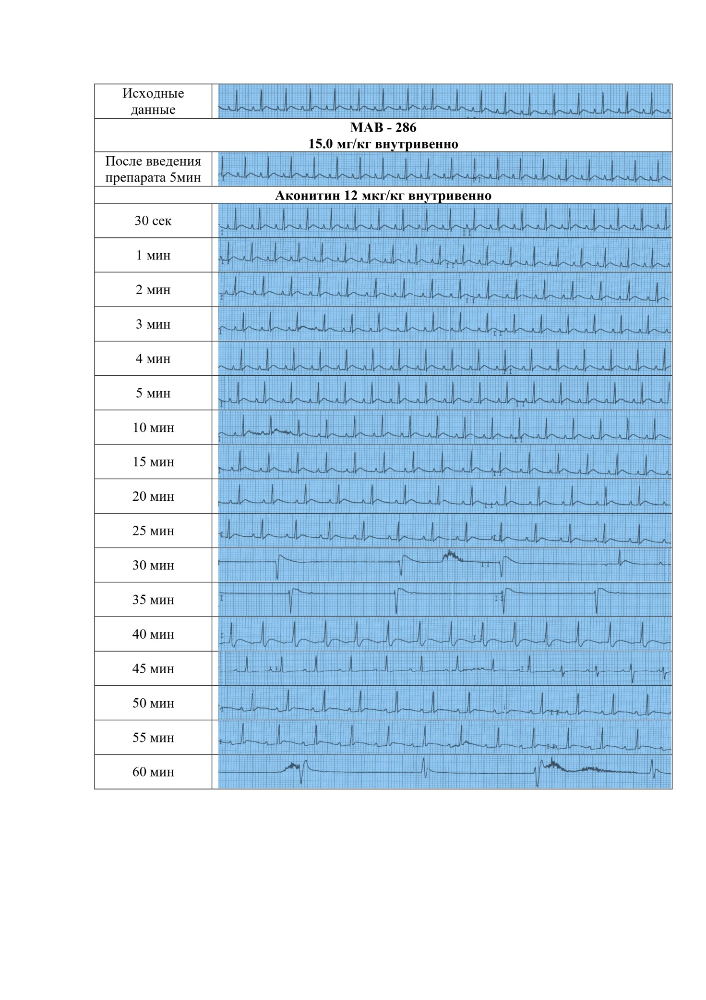 Исходные
данные
МАВ - 286
15.0 мг/кг внутривенно
После введения
препарата 5мин
Аконитин 12 мкг/кг внутривенно
30 сек
I
I I
1 мин
I I
I I
2 мин
I
I I
3 мин
I
I I
4 мин
I I
5 мин
I
I I
10 мин
I
I I
15 мин
I I
20 мин
I I
25 мин
I
I I
30 мин
I I
35 мин
I
I I
40 мин
I
I I
45 мин
I I
I I
50 мин
I
I I
55 мин
I
I I
60 мин